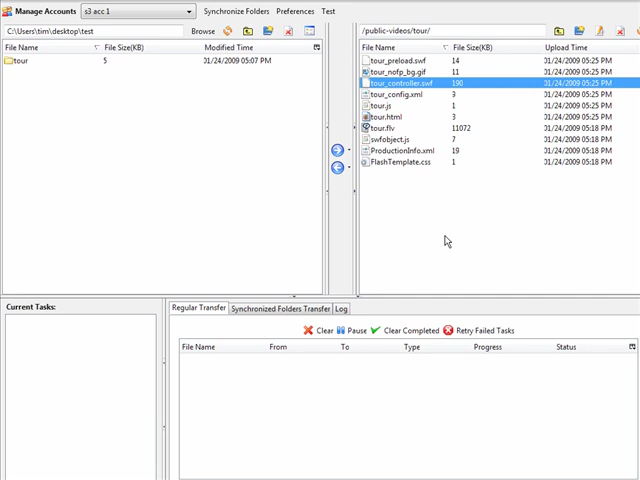 Manage Accounts s3 acc 1 Synchronize Folders Preferences Test
C:\Users\tim\desktop\test Browse /public-videos/tour/
File Name File Size(KB) Modified Time File Name File Size(KB) Upload Time
tour 5 01/24/2009 05:07 PM tour_preload.swf 14 01/24/2009 05:25 PM
tour_nofp_bg.gif 11 01/24/2009 05:25 PM
tour_controller.swf 190 01/24/2009 05:25 PM
tour_config.xml 3 01/24/2009 05:25 PM
tour.js 1 01/24/2009 05:25 PM
tour.html 3 01/24/2009 05:25 PM
tour.flv 11072 01/24/2009 05:18 PM
swfobject.js 7 01/24/2009 05:18 PM
ProductionInfo.xml 19 01/24/2009 05:18 PM
FlashTemplate.css 1 01/24/2009 05:18 PM
Current Tasks: Regular Transfer Synchronized Folders Transfer Log
Clear Pause Clear Completed Retry Failed Tasks
File Name From To Type Progress Status